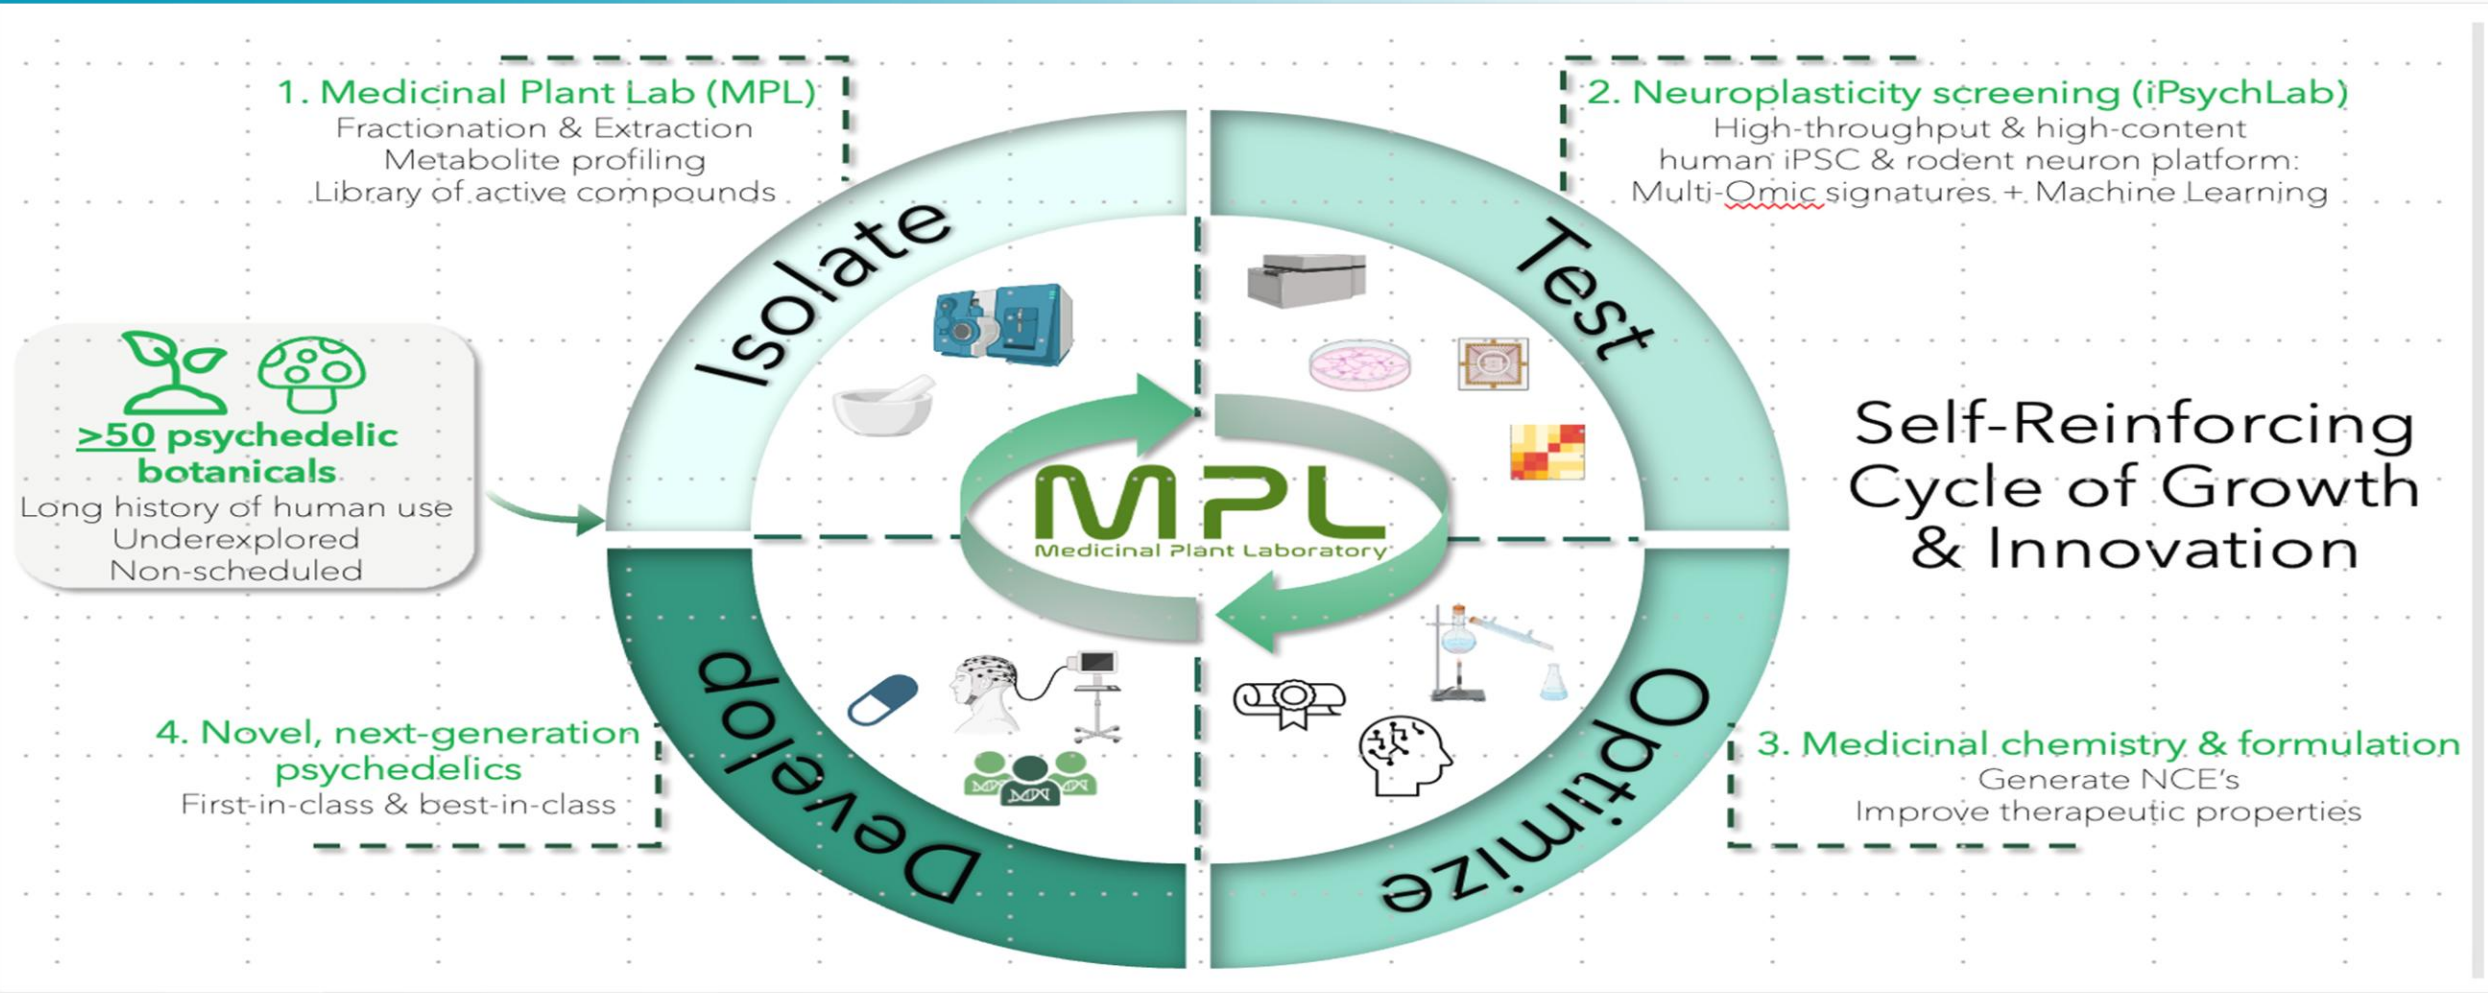 1. Medicinal Plant Lab (MPL)
Fractionation & Extraction
Metabolite profiling
Library of active compounds
2. Neuroplasticity screening (iPsychLab)
High-throughput & high-content
human iPSC & rodent neuron platform:
Multi-Omic signatures + Machine Learning
Isolate
Test
>50 psychedelic
botanicals
Long history of human use
Underexplored
Non-scheduled
MPL
Medicinal Plant Laboratory
Self-Reinforcing
Cycle of Growth
& Innovation
Develop
Optimize
4. Novel, next-generation
psychedelics
First-in-class & best-in-class
3. Medicinal chemistry & formulation
Generate NCE's
Improve therapeutic properties